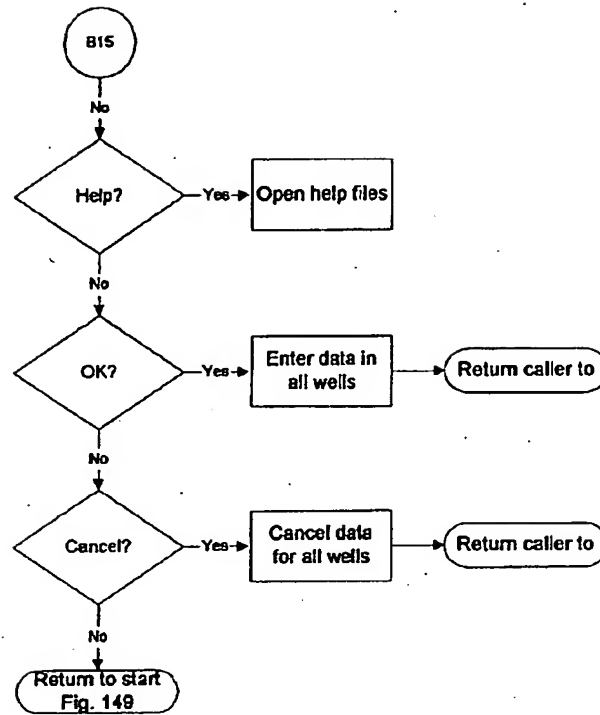 B15
No
Help?
Yes
Open help files
No
OK?
Yes
Enter data in
all wells
Return caller to
No
Cancel?
Yes
Cancel data
for all wells
Return caller to
No
Return to start
Fig. 149